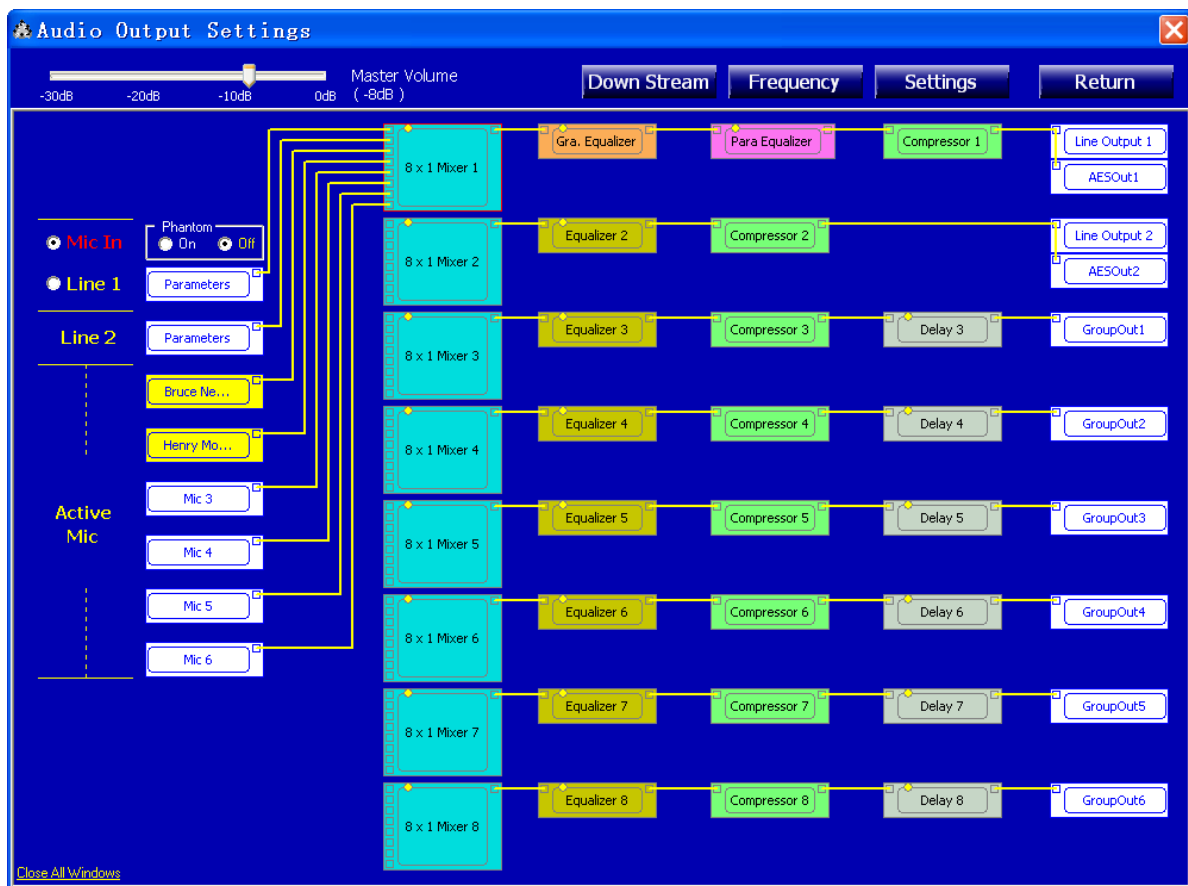 Audio Output Settings
Master Volume
-30dB -20dB -10dB 0dB ( -8dB )
Down Stream Frequency Settings Return
8 x 1 Mixer 1 Gra. Equalizer Para Equalizer Compressor 1 Line Output 1
AESOut1
Mic In Phantom On Off
8 x 1 Mixer 2 Equalizer 2 Compressor 2 Line Output 2
AESOut2
Line 1 Parameters
Line 2 Parameters
8 x 1 Mixer 3 Equalizer 3 Compressor 3 Delay 3 GroupOut1
Bruce Ne...
Henry Mo...
8 x 1 Mixer 4 Equalizer 4 Compressor 4 Delay 4 GroupOut2
Active
Mic
Mic 3
Mic 4
8 x 1 Mixer 5 Equalizer 5 Compressor 5 Delay 5 GroupOut3
Mic 5
Mic 6
8 x 1 Mixer 6 Equalizer 6 Compressor 6 Delay 6 GroupOut4
8 x 1 Mixer 7 Equalizer 7 Compressor 7 Delay 7 GroupOut5
8 x 1 Mixer 8 Equalizer 8 Compressor 8 Delay 8 GroupOut6
Close All Windows